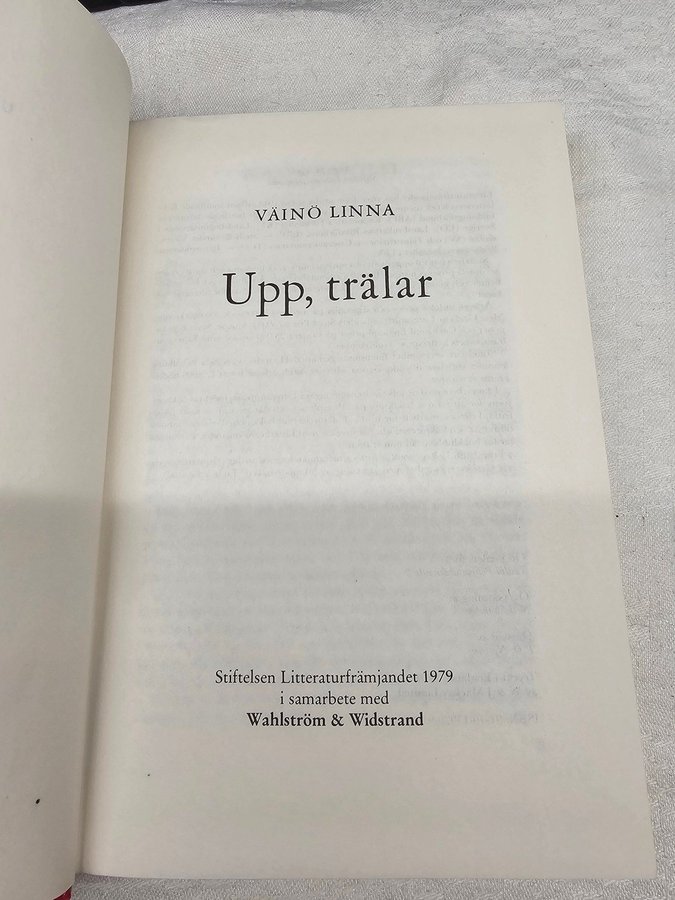 VÄINÖ LINNA
Upp, trälar
Stiftelsen Litteraturfrämjandet 1979
i samarbete med
Wahlström & Widstrand